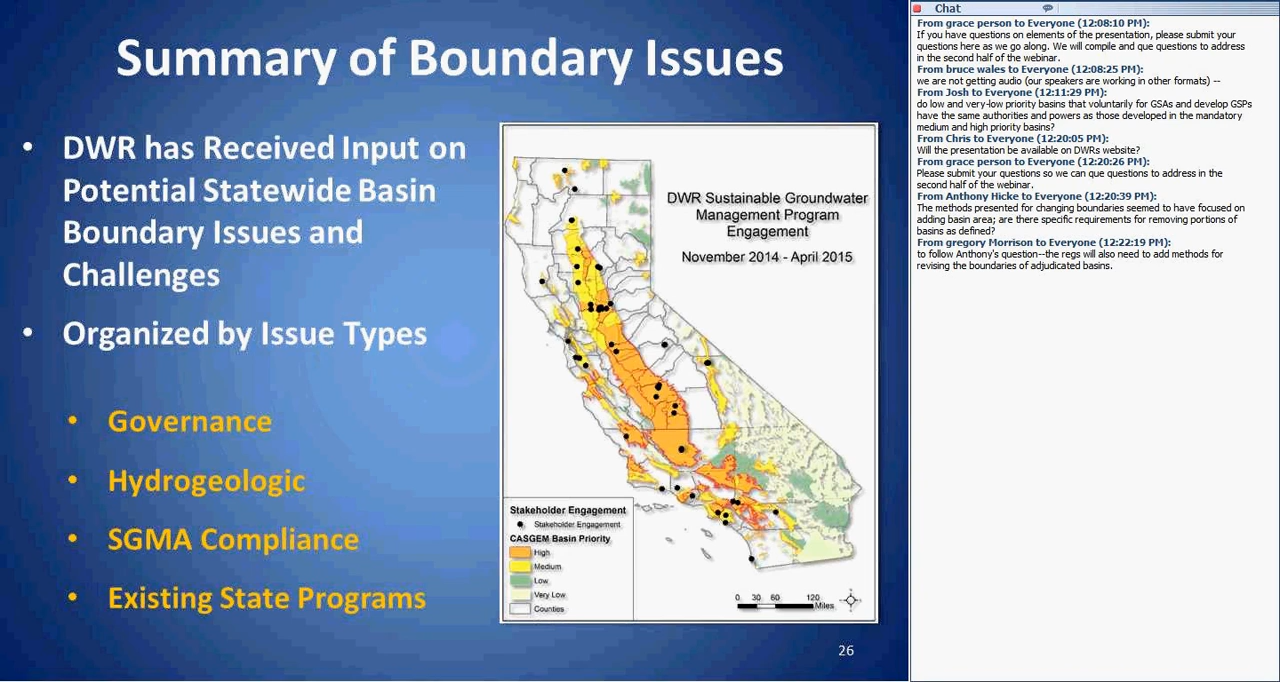 Summary of Boundary Issues
• DWR has Received Input on
Potential Statewide Basin
Boundary Issues and
Challenges
• Organized by Issue Types
• Governance
• Hydrogeologic
• SGMA Compliance
• Existing State Programs
DWR Sustainable Groundwater
Management Program
Engagement
November 2014 - April 2015
Stakeholder Engagement
Stakeholder Engagement
CASGEM Basin Priority
High
Medium
Low
Very Low
Counties
0 30 60 120
Miles
26
Chat
From grace person to Everyone (12:08:10 PM):
If you have questions on elements of the presentation, please submit your
questions here as we go along. We will compile and que questions to address
in the second half of the webinar.
From bruce wales to Everyone (12:08:25 PM):
we are not getting audio (our speakers are working in other formats) --
From Josh to Everyone (12:11:29 PM):
do low and very-low priority basins that voluntarily for GSAs and develop GSPs
have the same authorities and powers as those developed in the mandatory
medium and high priority basins?
From Chris to Everyone (12:20:05 PM):
Will the presentation be available on DWRs website?
From grace person to Everyone (12:20:26 PM):
Please submit your questions so we can que questions to address in the
second half of the webinar.
From Anthony Hicke to Everyone (12:20:39 PM):
The methods presented for changing boundaries seemed to have focused on
adding basin area; are there specific requirements for removing portions of
basins as defined?
From gregory Morrison to Everyone (12:22:19 PM):
to follow Anthony's question--the regs will also need to add methods for
revising the boundaries of adjudicated basins.